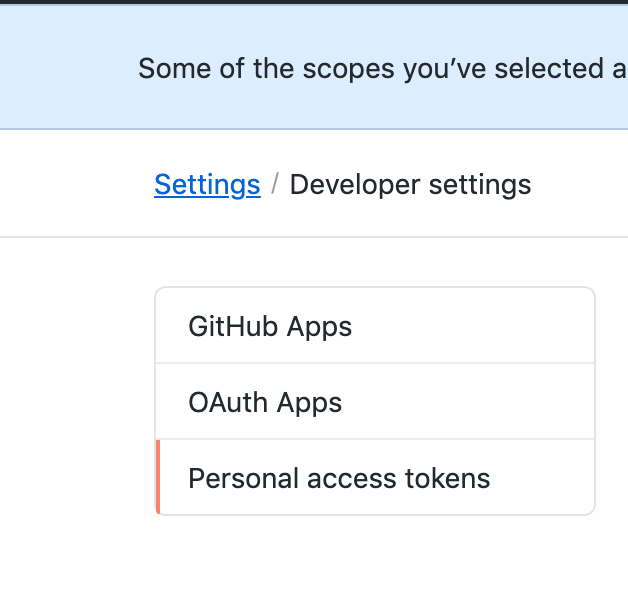 Some of the scopes you’ve selected a
Settings / Developer settings
GitHub Apps
OAuth Apps
Personal access tokens